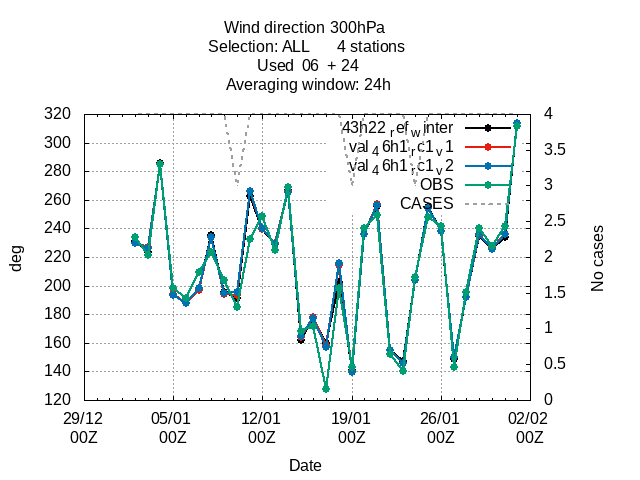 Wind direction 300hPa
Selection: ALL 4 stations
Used 06 + 24
Averaging window: 24h
320
300
280
260
240
220
200
180
160
140
120
deg
4
3.5
3
2.5
2
1.5
1
0.5
0
No cases
43h22_ref_winter
val_46h1_rc1_v1
val_46h1_rc1_v2
OBS
CASES
29/12 05/01 12/01 19/01 26/01 02/02
00Z 00Z 00Z 00Z 00Z 00Z
Date